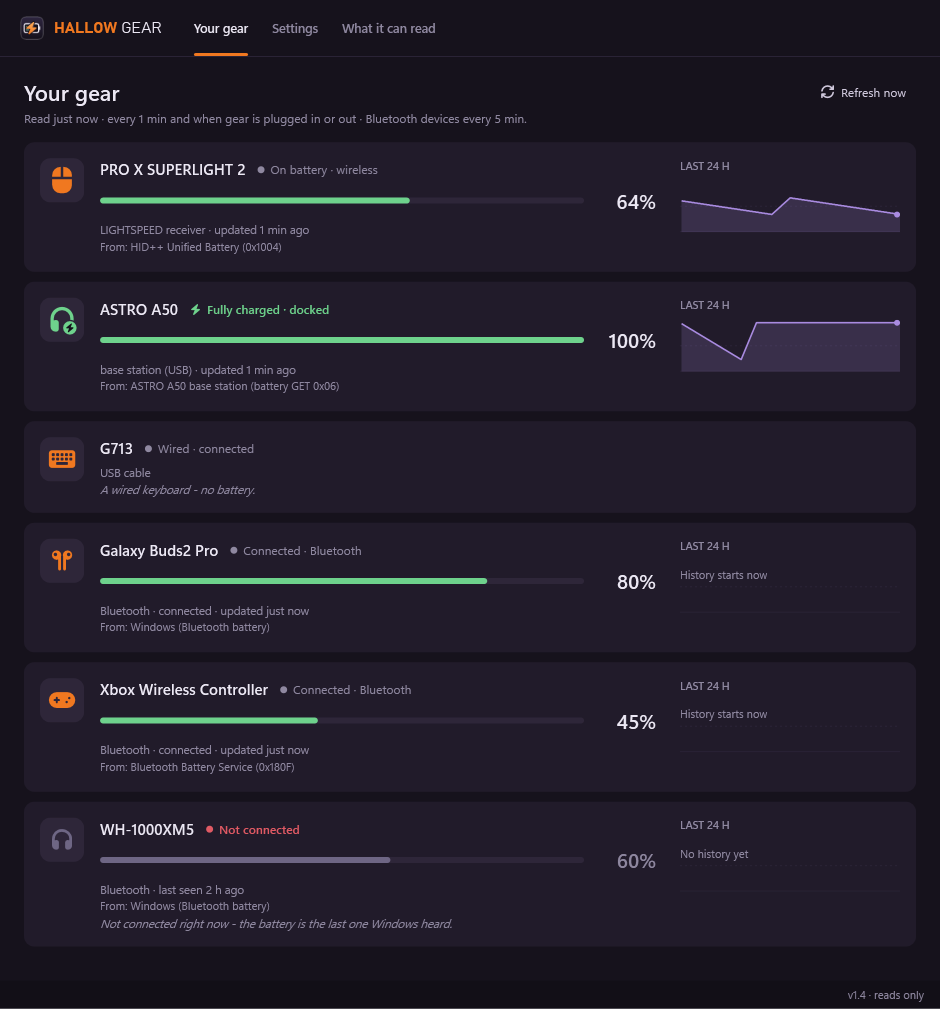 HALLOW GEAR
Your gear
Settings
What it can read
Your gear
Refresh now
Read just now · every 1 min and when gear is plugged in or out · Bluetooth devices every 5 min.
PRO X SUPERLIGHT 2
On battery · wireless
LAST 24 H
64%
LIGHTSPEED receiver · updated 1 min ago
From: HID++ Unified Battery (0x1004)
ASTRO A50
Fully charged · docked
LAST 24 H
100%
base station (USB) · updated 1 min ago
From: ASTRO A50 base station (battery GET 0x06)
G713
Wired · connected
USB cable
A wired keyboard - no battery.
Galaxy Buds2 Pro
Connected · Bluetooth
LAST 24 H
80%
History starts now
Bluetooth · connected · updated just now
From: Windows (Bluetooth battery)
Xbox Wireless Controller
Connected · Bluetooth
LAST 24 H
45%
History starts now
Bluetooth · connected · updated just now
From: Bluetooth Battery Service (0x180F)
WH-1000XM5
Not connected
LAST 24 H
60%
No history yet
Bluetooth · last seen 2 h ago
From: Windows (Bluetooth battery)
Not connected right now - the battery is the last one Windows heard.
v1.4 · reads only